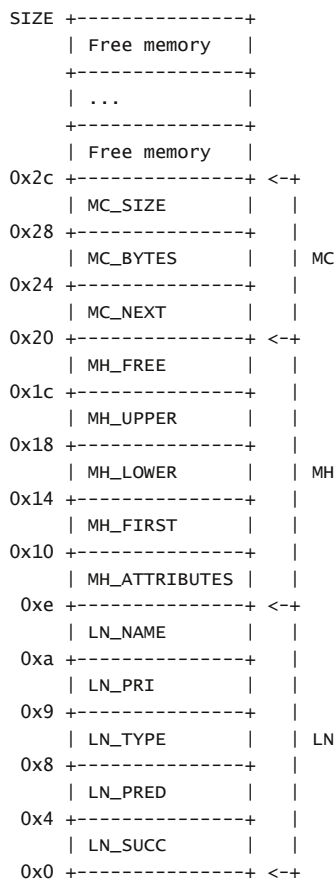 SIZE +---------------+
     | Free memory   |
     +---------------+
     | ...           |
     +---------------+
     | Free memory   |
0x2c +---------------+ <-+
     | MC_SIZE       |   |
0x28 +---------------+   |
     | MC_BYTES      |   | MC
0x24 +---------------+   |
     | MC_NEXT       |   |
0x20 +---------------+ <-+
     | MH_FREE       |   |
0x1c +---------------+   |
     | MH_UPPER      |   |
0x18 +---------------+   |
     | MH_LOWER      |   | MH
0x14 +---------------+   |
     | MH_FIRST      |   |
0x10 +---------------+   |
     | MH_ATTRIBUTES |   |
 0xe +---------------+ <-+
     | LN_NAME       |   |
 0xa +---------------+   |
     | LN_PRI        |   |
 0x9 +---------------+   |
     | LN_TYPE       |   | LN
 0x8 +---------------+   |
     | LN_PRED       |   |
 0x4 +---------------+   |
     | LN_SUCC       |   |
 0x0 +---------------+ <-+